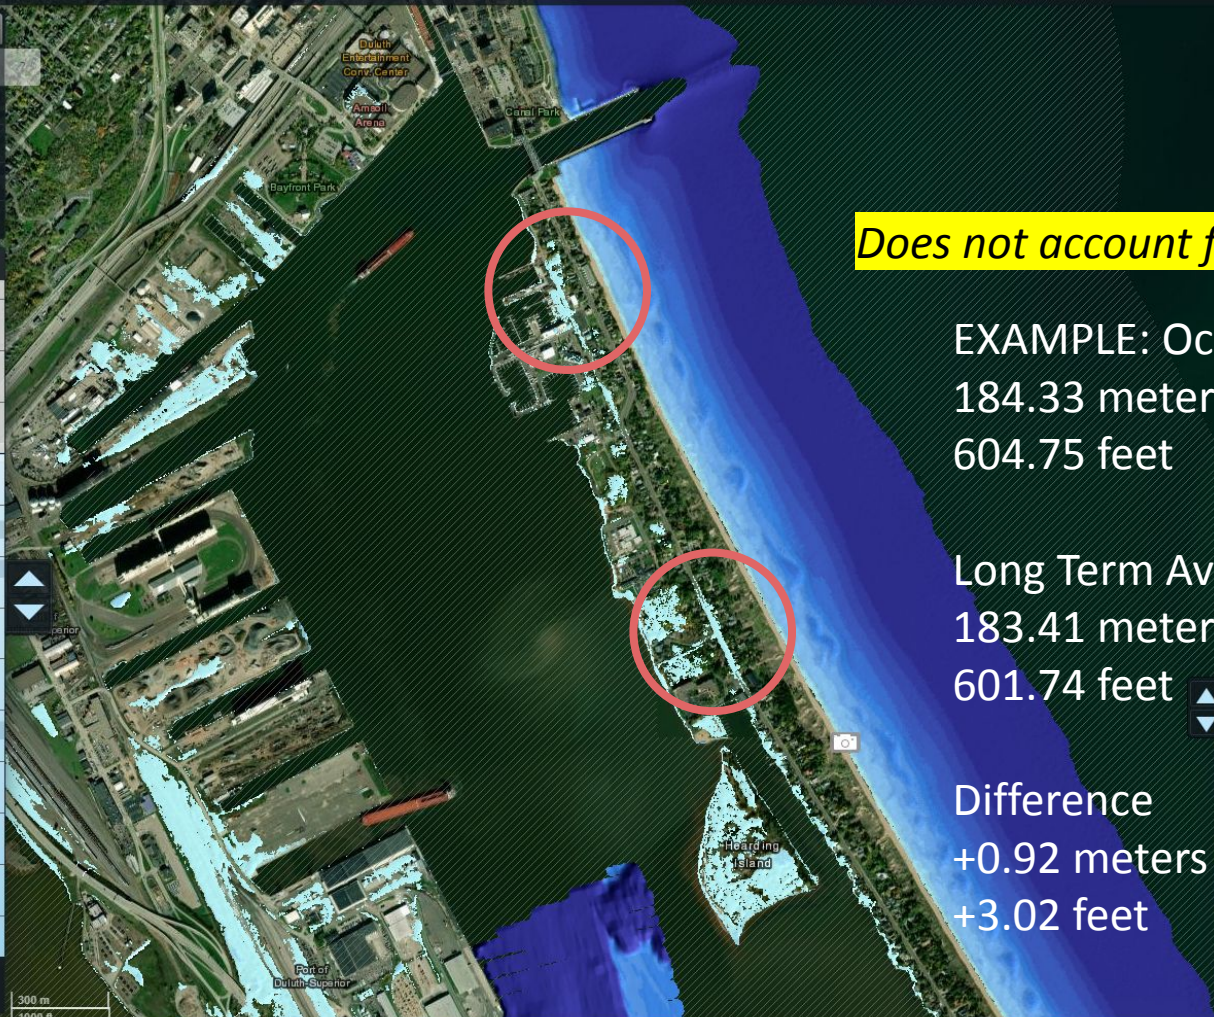 Duluth
Entertainment
Conv. Center
Amsoil
Arena
Canal Park
Bayfront Park
Does not account f
EXAMPLE: Oc
184.33 meter
604.75 feet
Long Term Av
183.41 meter
601.74 feet
Difference
+0.92 meters
+3.02 feet
Hearding
Island
Port of
Duluth-Superior
300 m
1000 ft